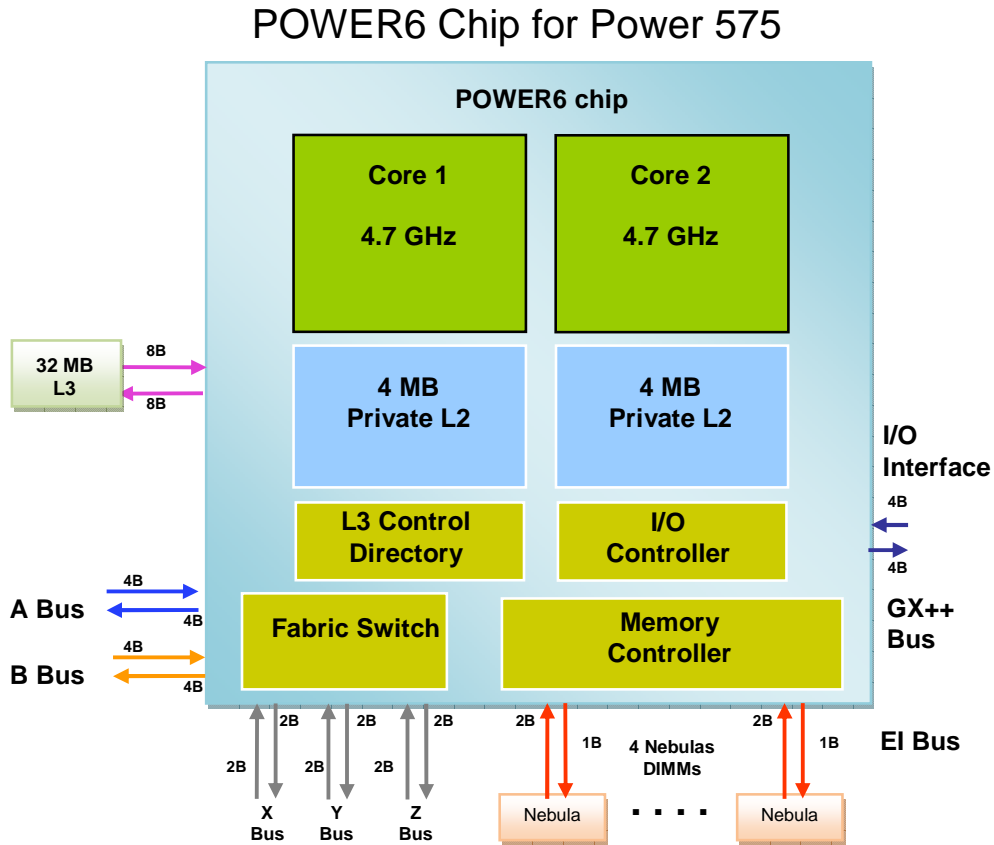 POWER6 Chip for Power 575
POWER6 chip
Core 1
4.7 GHz
Core 2
4.7 GHz
32 MB
L3
8B
8B
4 MB
Private L2
4 MB
Private L2
I/O
Interface
4B
4B
L3 Control
Directory
I/O
Controller
A Bus
4B
4B
B Bus
4B
4B
Fabric Switch
Memory
Controller
GX++
Bus
2B
2B
2B
2B
2B
2B
X
Bus
Y
Bus
Z
Bus
2B
1B
4 Nebulas
DIMMs
2B
1B
EI Bus
Nebula
. . . .
Nebula